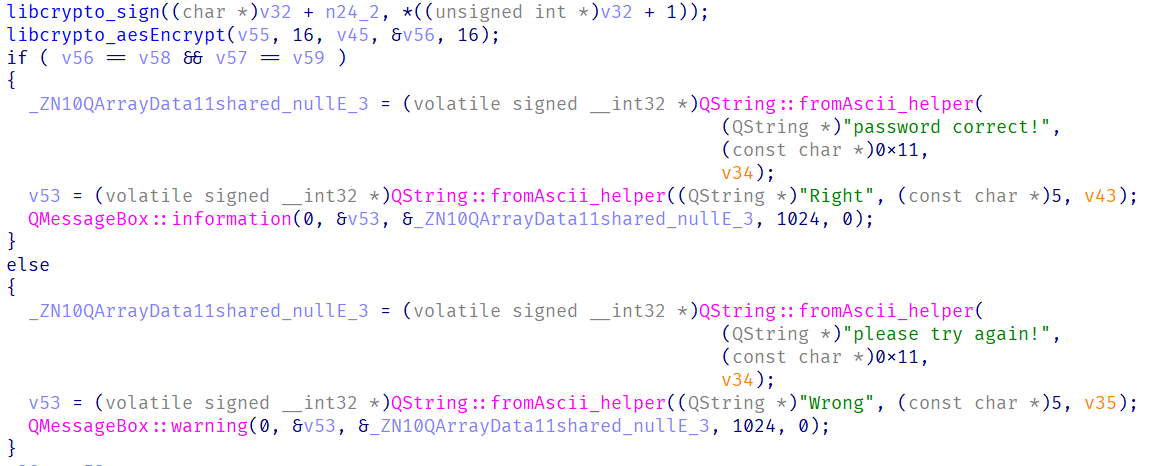 libcrypto_sign((char *)v32 + n24_2, *((unsigned int *)v32 + 1));
libcrypto_aesEncrypt(v55, 16, v45, &v56, 16);
if ( v56 == v58 && v57 == v59 )
{
  _ZN10QArrayData11shared_nullE_3 = (volatile signed __int32 *)QString::fromAscii_helper(
                                                                 (QString *)"password correct!",
                                                                 (const char *)0x11,
                                                                 v34);
  v53 = (volatile signed __int32 *)QString::fromAscii_helper((QString *)"Right", (const char *)5, v43);
  QMessageBox::information(0, &v53, &_ZN10QArrayData11shared_nullE_3, 1024, 0);
}
else
{
  _ZN10QArrayData11shared_nullE_3 = (volatile signed __int32 *)QString::fromAscii_helper(
                                                                 (QString *)"please try again!",
                                                                 (const char *)0x11,
                                                                 v34);
  v53 = (volatile signed __int32 *)QString::fromAscii_helper((QString *)"Wrong", (const char *)5, v35);
  QMessageBox::warning(0, &v53, &_ZN10QArrayData11shared_nullE_3, 1024, 0);
}